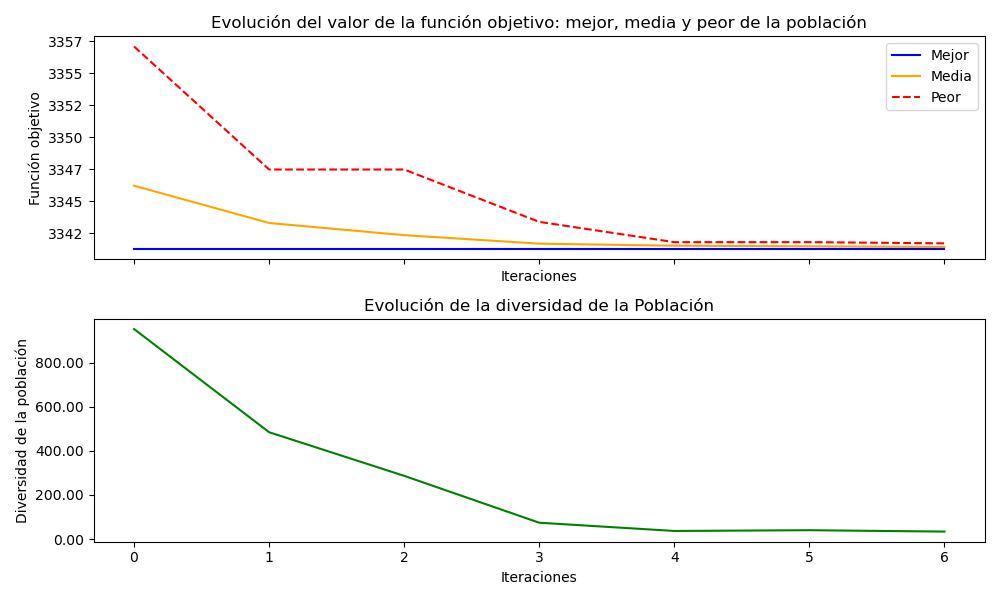 Evolución del valor de la función objetivo: mejor, media y peor de la población
3357
3355
3352
3350
3347
3345
3342
Función objetivo
Mejor
Media
Peor
Iteraciones
Evolución de la diversidad de la Población
800.00
600.00
400.00
200.00
0.00
Diversidad de la población
0 1 2 3 4 5 6
Iteraciones